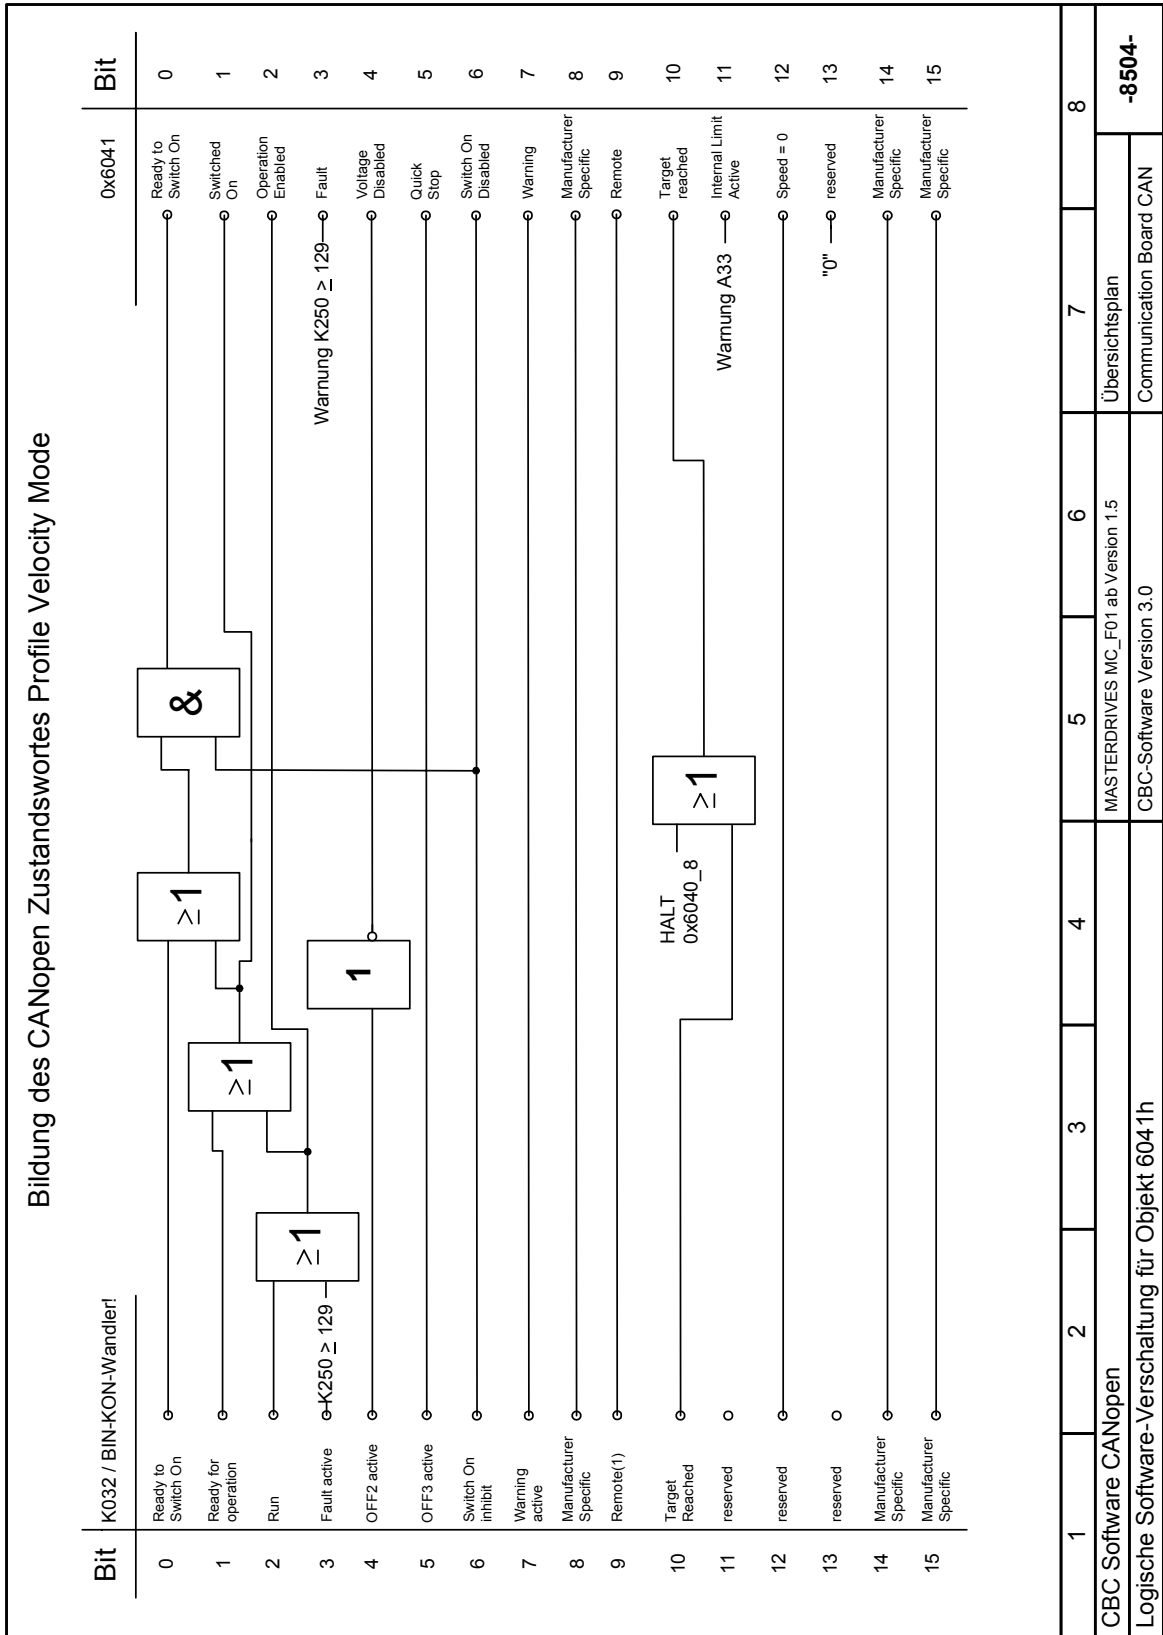 Bildung des CANopen Zustandswortes Profile Velocity Mode
Bit
K032 / BIN-KON-Wandler!
0x6041
Bit
0
Ready to
Switch On
≥1
&
Ready to
Switch On
0
1
Ready for
operation
≥1
Switched
On
1
2
Run
≥1
Operation
Enabled
2
3
Fault active
K250 ≥ 129
Warnung K250 ≥ 129
Fault
3
4
OFF2 active
1
Voltage
Disabled
4
5
OFF3 active
Quick
Stop
5
6
Switch On
inhibit
Switch On
Disabled
6
7
Warning
active
Warning
7
8
Manufacturer
Specific
Manufacturer
Specific
8
9
Remote(1)
Remote
9
10
Target
Reached
HALT
0x6040_8
≥1
Target
reached
10
11
reserved
Warnung A33
Internal Limit
Active
11
12
reserved
Speed = 0
12
13
reserved
"0"
reserved
13
14
Manufacturer
Specific
Manufacturer
Specific
14
15
Manufacturer
Specific
Manufacturer
Specific
15
1
2
3
4
5
6
7
8
CBC Software CANopen
MASTERDRIVES MC_F01 ab Version 1.5
Übersichtsplan
-8504-
Logische Software-Verschaltung für Objekt 6041h
CBC-Software Version 3.0
Communication Board CAN